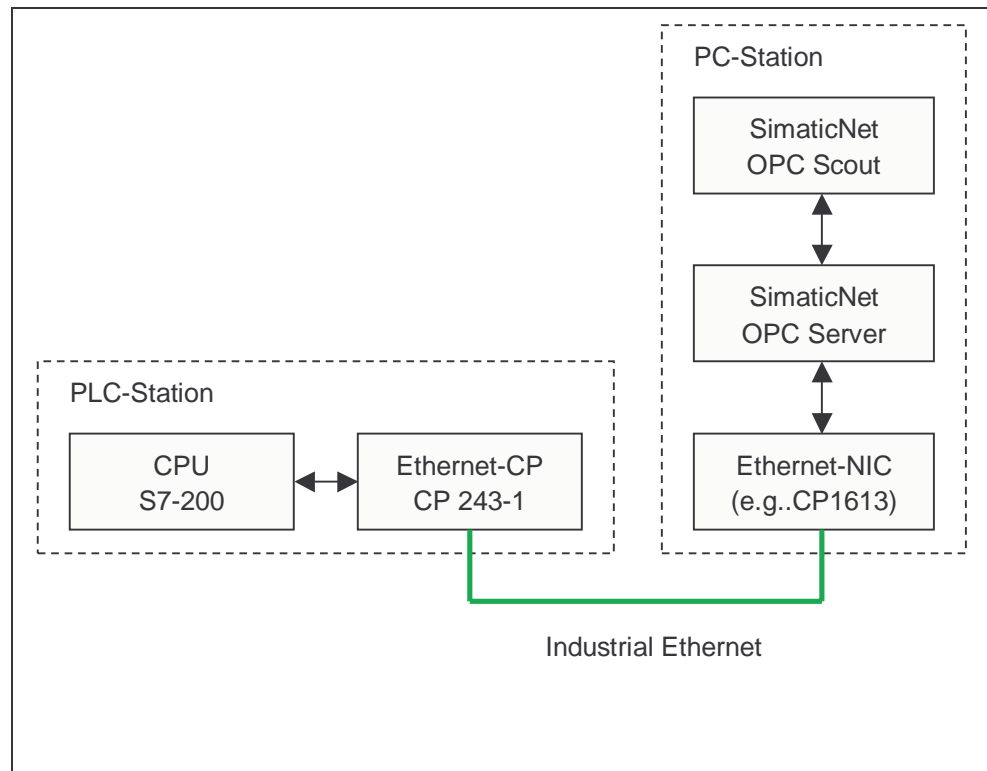 PC-Station
SimaticNet
OPC Scout
SimaticNet
OPC Server
PLC-Station
CPU
S7-200
Ethernet-CP
CP 243-1
Ethernet-NIC
(e.g..CP1613)
Industrial Ethernet